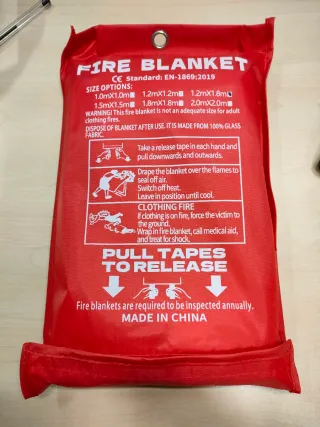 FIRE BLANKET
CE Standard: EN-1869:2019
SIZE OPTIONS:
1.0mX1.0m 1.2mX1.2m 1.2mX1.8m
1.5mX1.5m 1.8mX1.8m 2.0mX2.0m
WARNING! This fire blanket is not an adequate size for adult
clothing fires.
DISPOSE OF BLANKET AFTER USE. IT IS MADE FROM 100% GLASS
FABRIC.
Take a release tape in each hand and
pull downwards and outwards.
Drape the blanket over the flames to
seal off air.
Switch off heat.
Leave in position until cool.
CLOTHING FIRE
if clothing is on fire, force the victim to
the ground.
Wrap in fire blanket, call medical aid,
and treat for shock.
PULL TAPES
TO RELEASE
Fire blankets are required to be inspected annually.
MADE IN CHINA